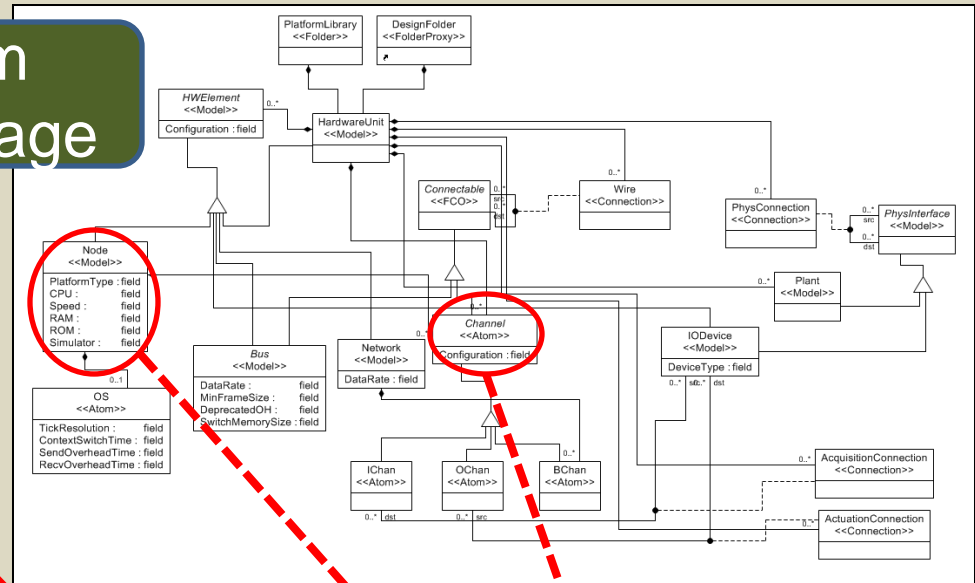 m
age
PlatformLibrary
<<Folder>>
DesignFolder
<<FolderProxy>>
HWElement
<<Model>>
Configuration : field
0..*
HardwareUnit
<<Model>>
Connectable
<<FCO>>
0..*
src
0..*
dst
0..*
Wire
<<Connection>>
0..*
PhysConnection
<<Connection>>
0..*
src
0..*
dst
PhysInterface
<<Model>>
Node
<<Model>>
PlatformType : field
CPU : field
Speed : field
RAM : field
ROM : field
Simulator : field
0..1
OS
<<Atom>>
TickResolution : field
ContextSwitchTime : field
SendOverheadTime : field
RecvOverheadTime : field
Bus
<<Model>>
DataRate : field
MinFrameSize : field
DeprecatedOH : field
SwitchMemorySize : field
Network
<<Model>>
DataRate : field
0..*
0..*
Channel
<<Atom>>
Configuration : field
0..*
Plant
<<Model>>
IODevice
<<Model>>
DeviceType : field
0..*
0..*
dst
IChan
<<Atom>>
0..* dst
OChan
<<Atom>>
0..* src
0..*
BChan
<<Atom>>
0..*
AcquisitionConnection
<<Connection>>
0..*
ActuationConnection
<<Connection>>